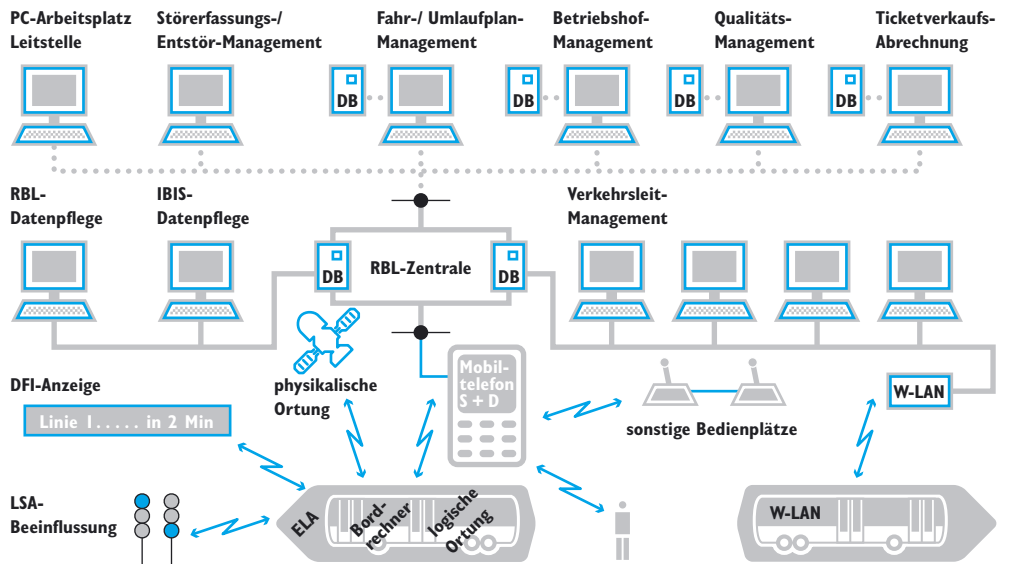 PC-Arbeitsplatz
Leitstelle
Störerfassungs-/
Entstör-Management
Fahr-/ Umlaufplan-
Management
Betriebshof-
Management
Qualitäts-
Management
Ticketverkaufs-
Abrechnung
DB
DB
DB
DB
RBL-
Datenpflege
IBIS-
Datenpflege
Verkehrsleit-
Management
DB
RBL-Zentrale
DB
physikalische
Ortung
Mobil-
telefon
S + D
DFI-Anzeige
Linie 1..... in 2 Min
sonstige Bedienplätze
W-LAN
LSA-
Beeinflussung
ELA
Bord-
rechner
logische
Ortung
W-LAN